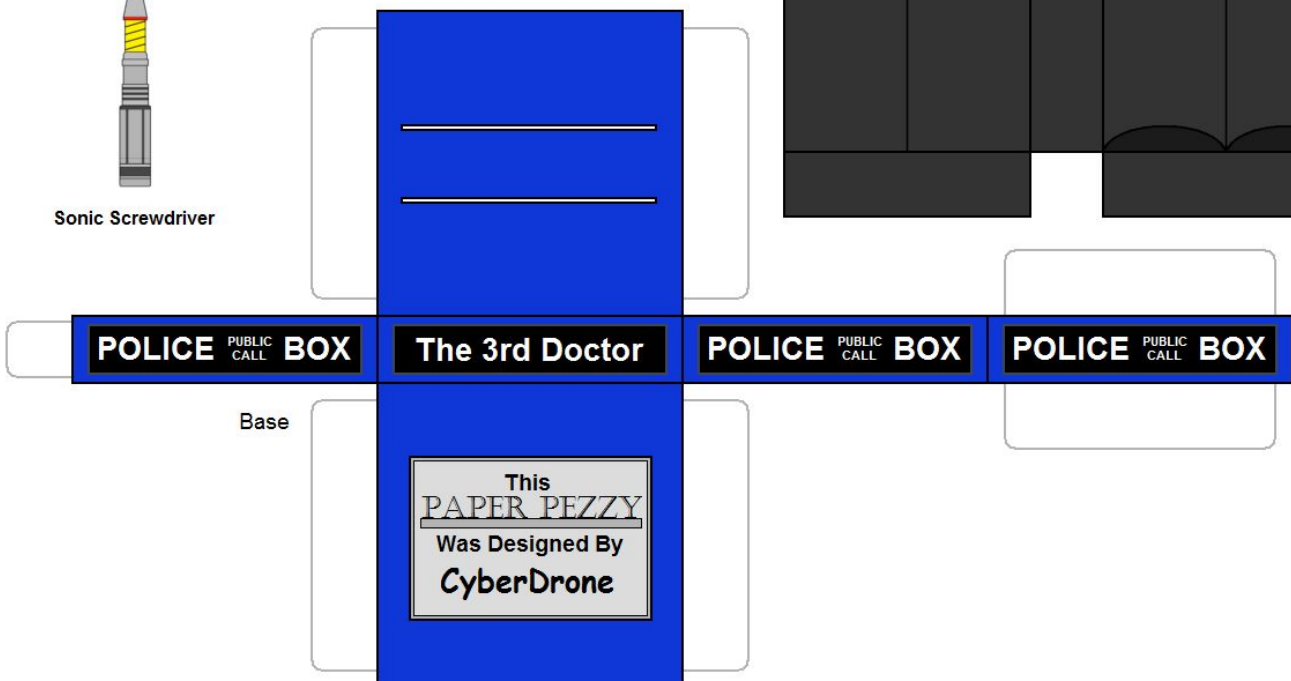 Sonic Screwdriver
POLICE PUBLIC CALL BOX
The 3rd Doctor
POLICE PUBLIC CALL BOX
POLICE PUBLIC CALL BOX
Base
This
PAPER PEZZY
Was Designed By
CyberDrone